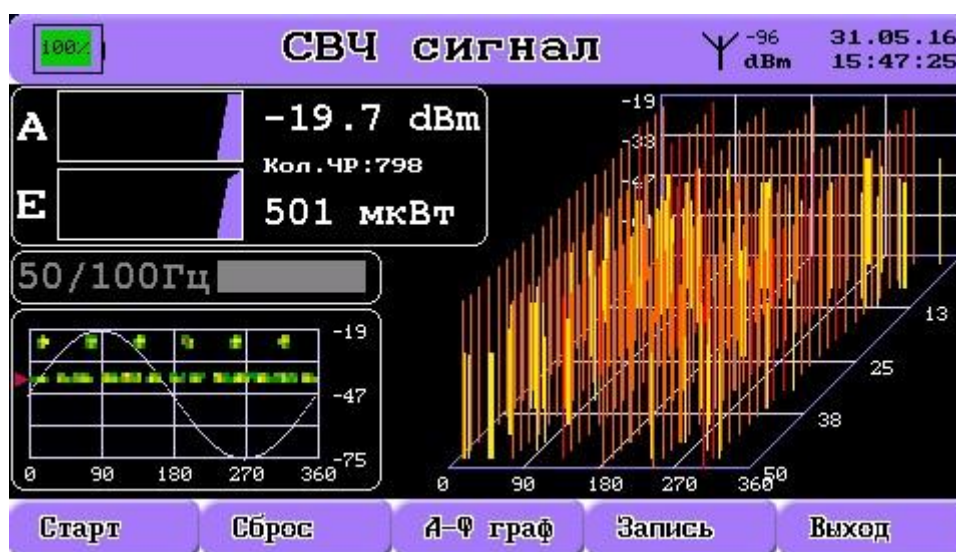 100%
СВЧ сигнал
-96 dBm
31.05.16
15:47:25
A
-19.7 dBm
Кол.ЧР:798
E
501 мкВт
50/100Гц
-19
-47
-75
0 90 180 270 360
-19
-33
-47
13
25
38
50
0 90 180 270 360
Старт
Сброс
А-Ф граф
Запись
Выход